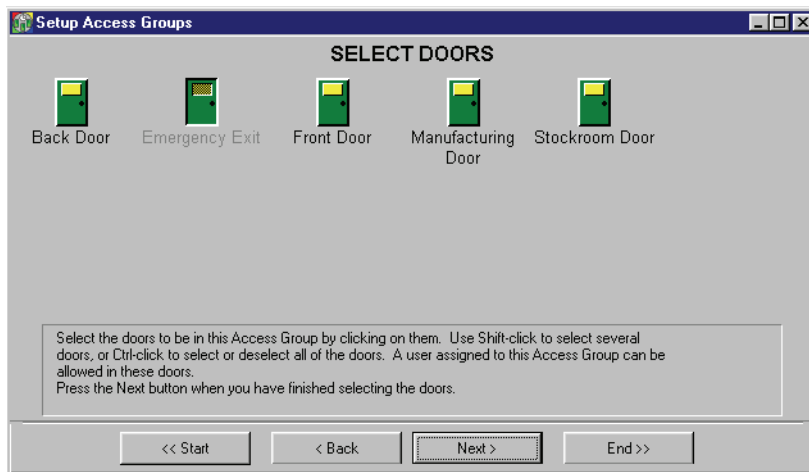 Setup Access Groups
SELECT DOORS
Back Door
Emergency Exit
Front Door
Manufacturing
Door
Stockroom Door
Select the doors to be in this Access Group by clicking on them.  Use Shift-click to select several
doors, or Ctrl-click to select or deselect all of the doors.  A user assigned to this Access Group can be
allowed in these doors.
Press the Next button when you have finished selecting the doors.
<< Start
< Back
Next >
End >>